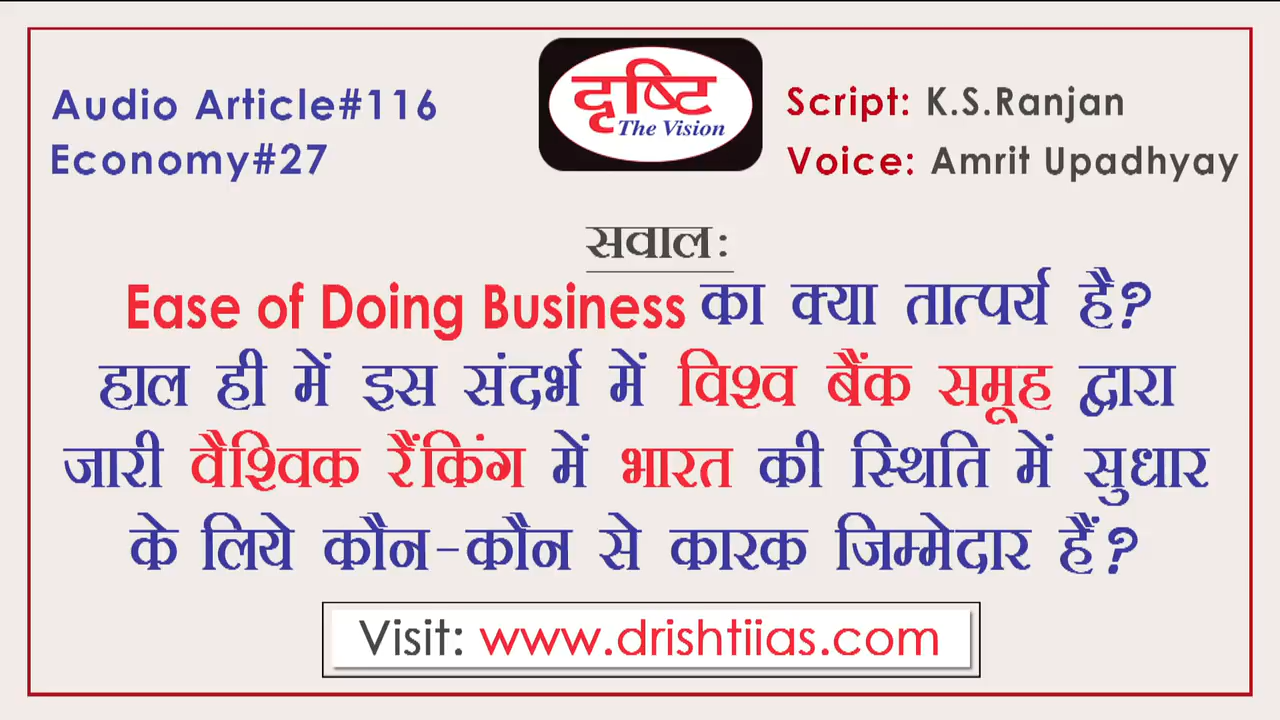 Audio Article#116
Economy#27
दृष्टि
The Vision
Script: K.S.Ranjan
Voice: Amrit Upadhyay
सवाल:
Ease of Doing Business का क्या तात्पर्य है?
हाल ही में इस संदर्भ में विश्व बैंक समूह द्वारा
जारी वैश्विक रैंकिंग में भारत की स्थिति में सुधार
के लिये कौन-कौन से कारक जिम्मेदार हैं?
Visit: www.drishtiias.com